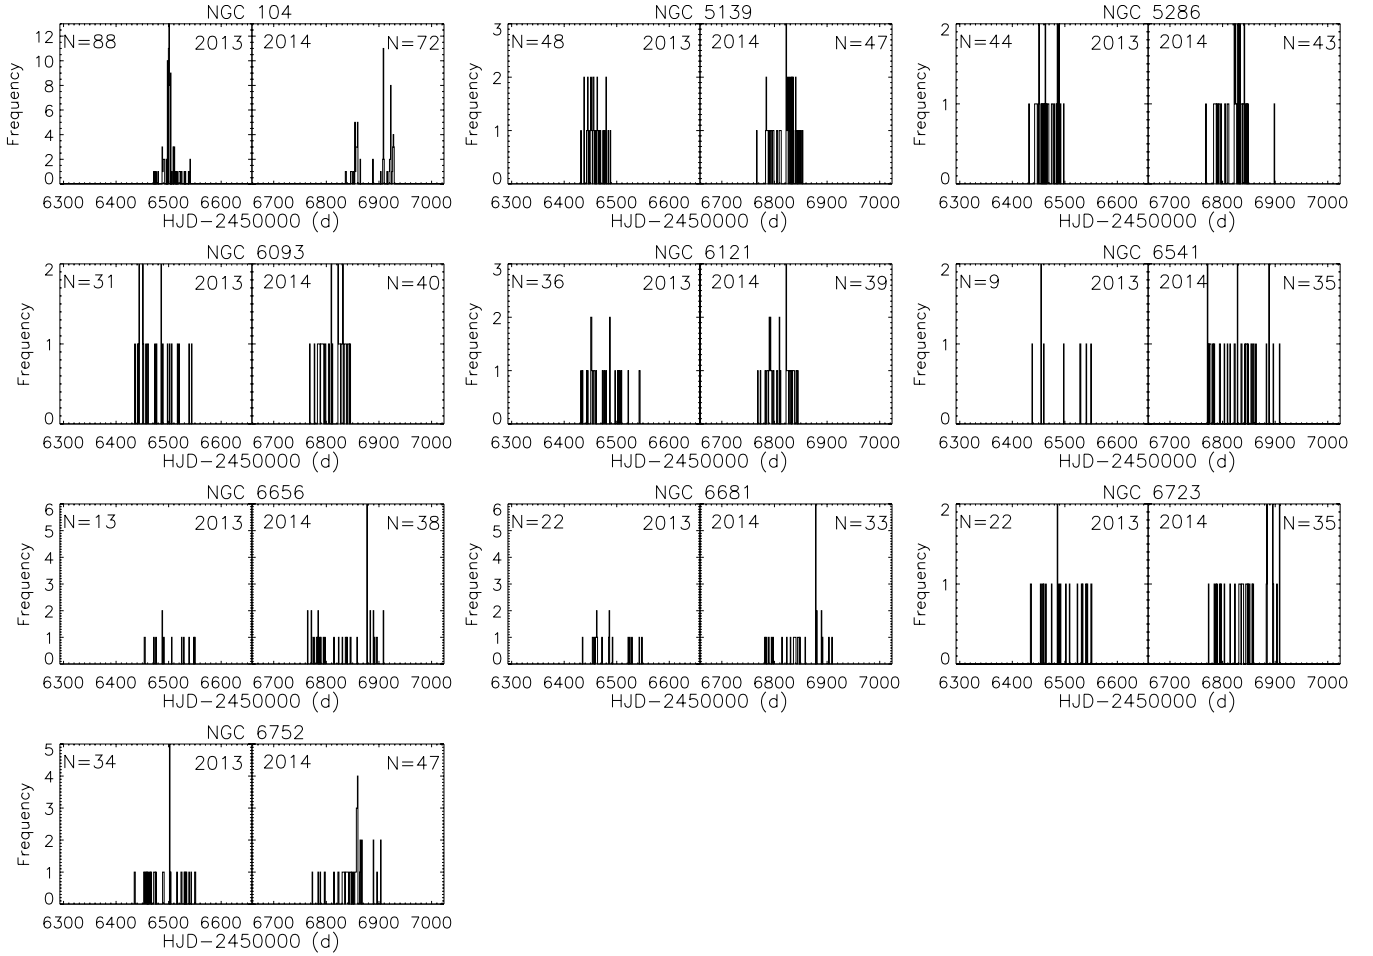 NGC 104
N=88 2013 2014 N=72
12
10
8
6
4
2
0
Frequency
6300 6400 6500 6600 6700 6800 6900 7000
HJD-2450000 (d)
NGC 5139
N=48 2013 2014 N=47
3
2
1
0
Frequency
6300 6400 6500 6600 6700 6800 6900 7000
HJD-2450000 (d)
NGC 5286
N=44 2013 2014 N=43
2
1
0
Frequency
6300 6400 6500 6600 6700 6800 6900 7000
HJD-2450000 (d)
NGC 6093
N=31 2013 2014 N=40
2
1
0
Frequency
6300 6400 6500 6600 6700 6800 6900 7000
HJD-2450000 (d)
NGC 6121
N=36 2013 2014 N=39
3
2
1
0
Frequency
6300 6400 6500 6600 6700 6800 6900 7000
HJD-2450000 (d)
NGC 6541
N=9 2013 2014 N=35
2
1
0
Frequency
6300 6400 6500 6600 6700 6800 6900 7000
HJD-2450000 (d)
NGC 6656
N=13 2013 2014 N=38
6
5
4
3
2
1
0
Frequency
6300 6400 6500 6600 6700 6800 6900 7000
HJD-2450000 (d)
NGC 6681
N=22 2013 2014 N=33
6
5
4
3
2
1
0
Frequency
6300 6400 6500 6600 6700 6800 6900 7000
HJD-2450000 (d)
NGC 6723
N=22 2013 2014 N=35
2
1
0
Frequency
6300 6400 6500 6600 6700 6800 6900 7000
HJD-2450000 (d)
NGC 6752
N=34 2013 2014 N=47
5
4
3
2
1
0
Frequency
6300 6400 6500 6600 6700 6800 6900 7000
HJD-2450000 (d)